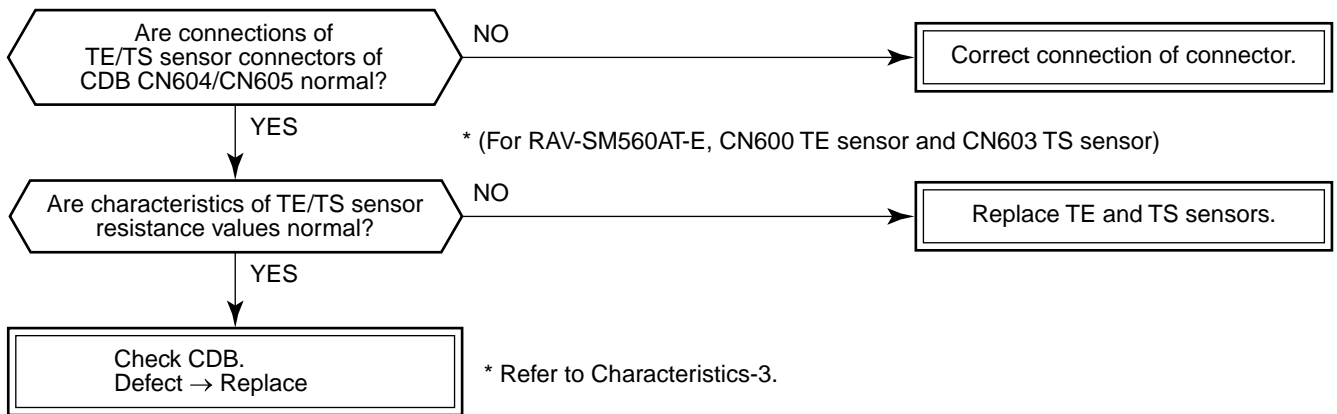 Are connections of
TE/TS sensor connectors of
CDB CN604/CN605 normal?
NO
Correct connection of connector.
YES
* (For RAV-SM560AT-E, CN600 TE sensor and CN603 TS sensor)
Are characteristics of TE/TS sensor
resistance values normal?
NO
Replace TE and TS sensors.
YES
Check CDB.
Defect → Replace
* Refer to Characteristics-3.